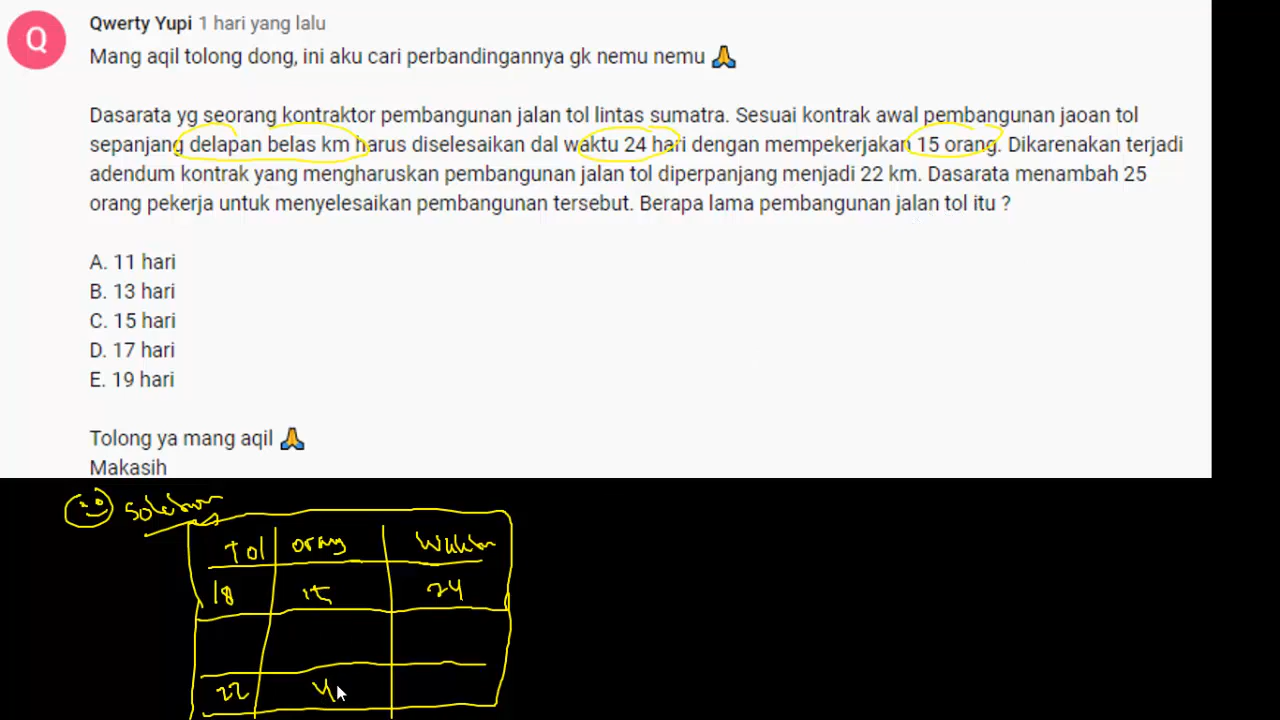 Q
Qwerty Yupi 1 hari yang lalu
Mang aqil tolong dong, ini aku cari perbandingannya gk nemu nemu 🙏
Dasarata yg seorang kontraktor pembangunan jalan tol lintas sumatra. Sesuai kontrak awal pembangunan jaoan tol
sepanjang delapan belas km harus diselesaikan dal waktu 24 hari dengan mempekerjakan 15 orang. Dikarenakan terjadi
adendum kontrak yang mengharuskan pembangunan jalan tol diperpanjang menjadi 22 km. Dasarata menambah 25
orang pekerja untuk menyelesaikan pembangunan tersebut. Berapa lama pembangunan jalan tol itu ?
A. 11 hari
B. 13 hari
C. 15 hari
D. 17 hari
E. 19 hari
Tolong ya mang aqil 🙏
Makasih
Tol orang Waktu
18 15 24
22 4